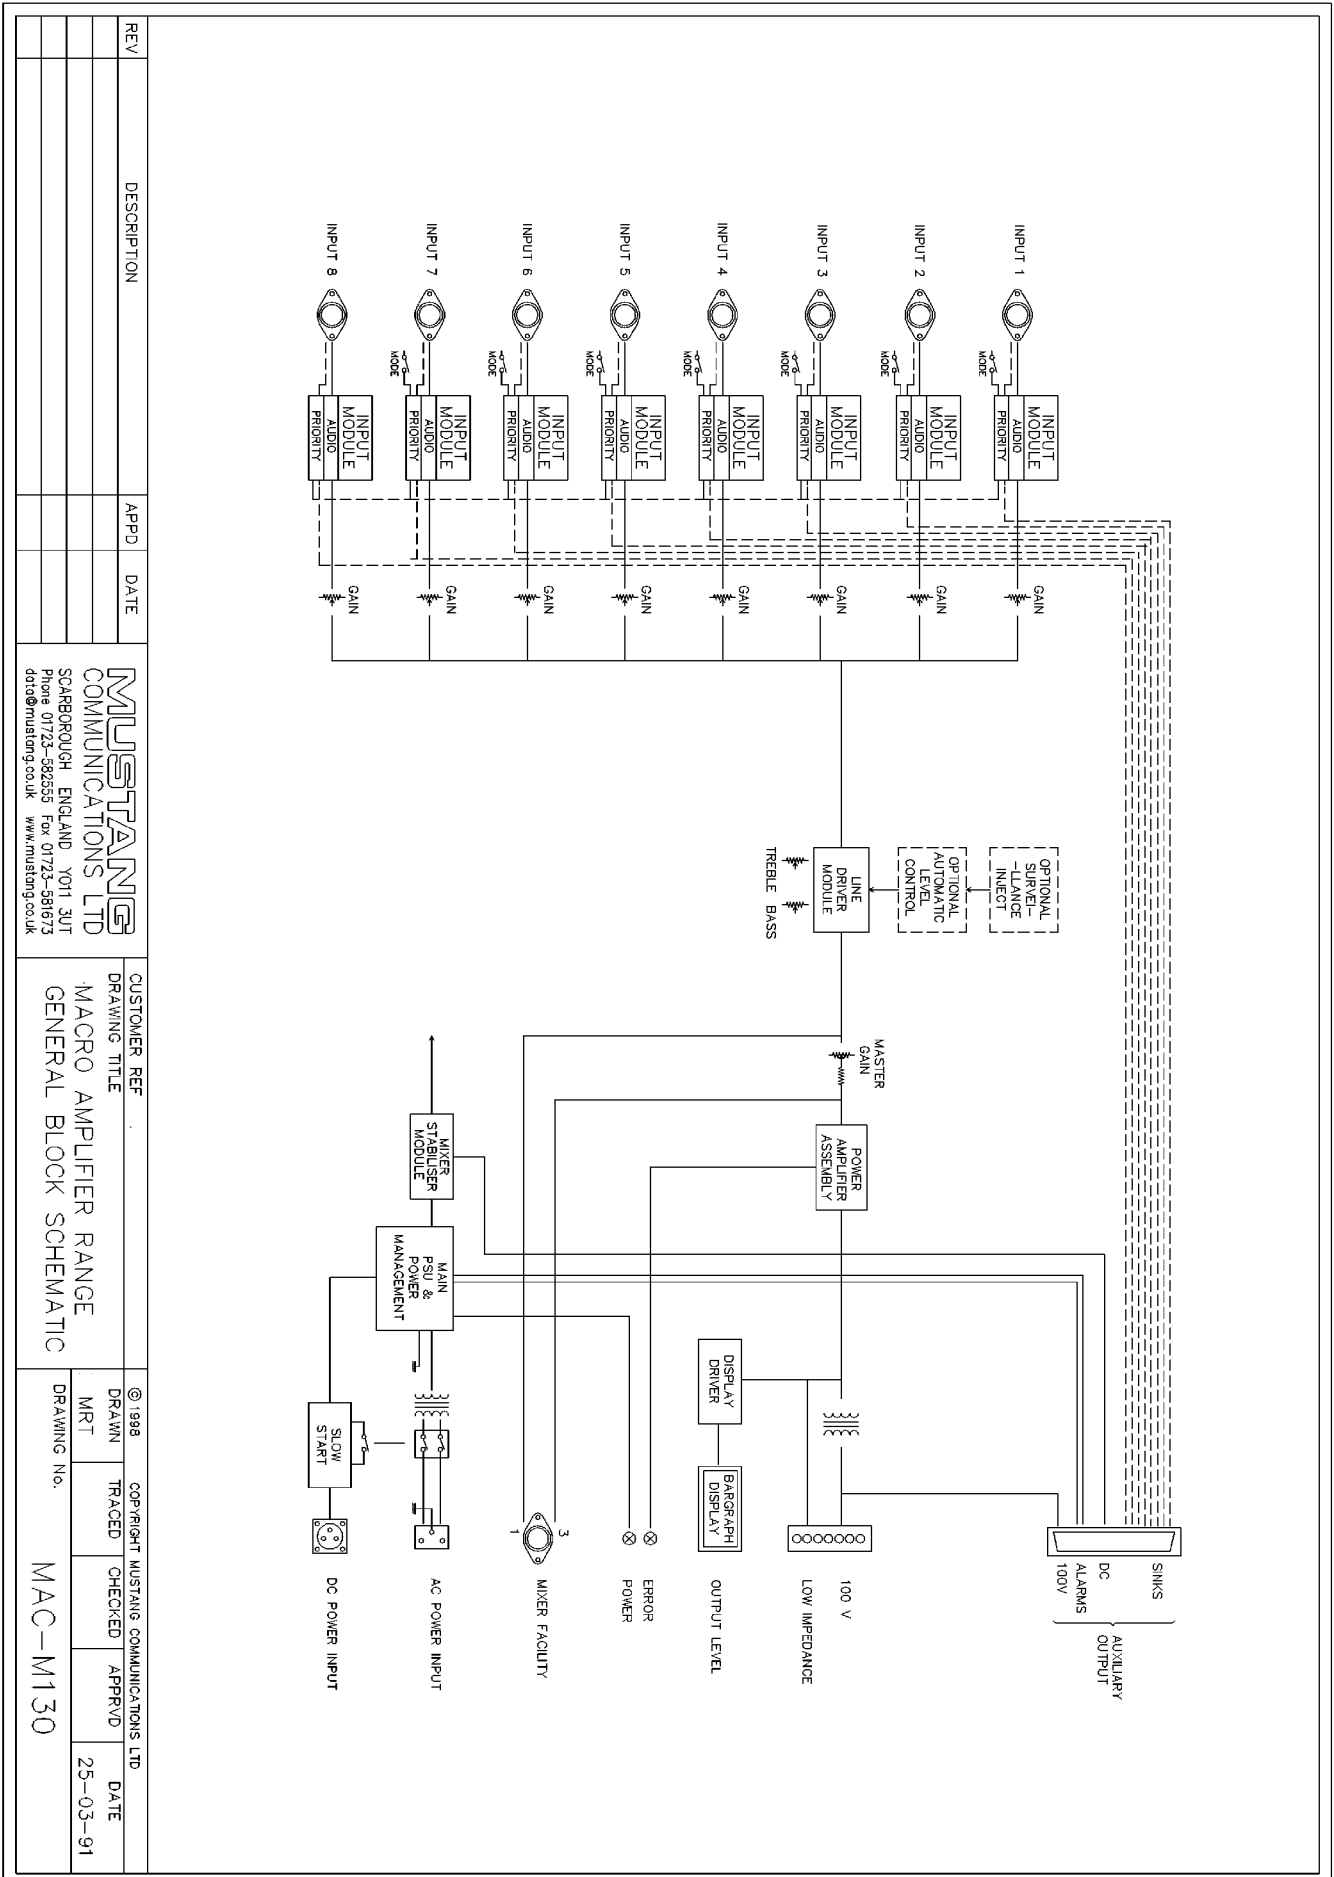 INPUT 1
MODE
INPUT
MODULE
AUDIO
PRIORITY
GAIN
INPUT 2
INPUT
MODULE
AUDIO
PRIORITY
GAIN
INPUT 3
MODE
INPUT
MODULE
AUDIO
PRIORITY
GAIN
INPUT 4
MODE
INPUT
MODULE
AUDIO
PRIORITY
GAIN
INPUT 5
MODE
INPUT
MODULE
AUDIO
PRIORITY
GAIN
INPUT 6
MODE
INPUT
MODULE
AUDIO
PRIORITY
GAIN
INPUT 7
MODE
INPUT
MODULE
AUDIO
PRIORITY
GAIN
INPUT 8
INPUT
MODULE
AUDIO
PRIORITY
GAIN
OPTIONAL
SURVEI-
-LLANCE
INJECT
OPTIONAL
AUTOMATIC
LEVEL
CONTROL
LINE
DRIVER
MODULE
TREBLE BASS
MASTER
GAIN
POWER
AMPLIFIER
ASSEMBLY
MIXER
STABILISER
MODULE
MAIN
PSU &
POWER
MANAGEMENT
DISPLAY
DRIVER
BARGRAPH
DISPLAY
SLOW
START
SINKS
DC
ALARMS
100V
AUXILIARY
OUTPUT
100 V
LOW IMPEDANCE
OUTPUT LEVEL
ERROR
POWER
3
1
MIXER FACILITY
AC POWER INPUT
DC POWER INPUT
REV DESCRIPTION APPD DATE
MUSTANG
COMMUNICATIONS LTD
SCARBOROUGH ENGLAND YO11 3UT
Phone 01723-582555 Fax 01723-581673
data@mustang.co.uk www.mustang.co.uk
CUSTOMER REF
DRAWING TITLE
MACRO AMPLIFIER RANGE
GENERAL BLOCK SCHEMATIC
© 1998 COPYRIGHT MUSTANG COMMUNICATIONS LTD
DRAWN TRACED CHECKED APPRVD DATE
MRT 25-03-91
DRAWING No.
MAC-M130